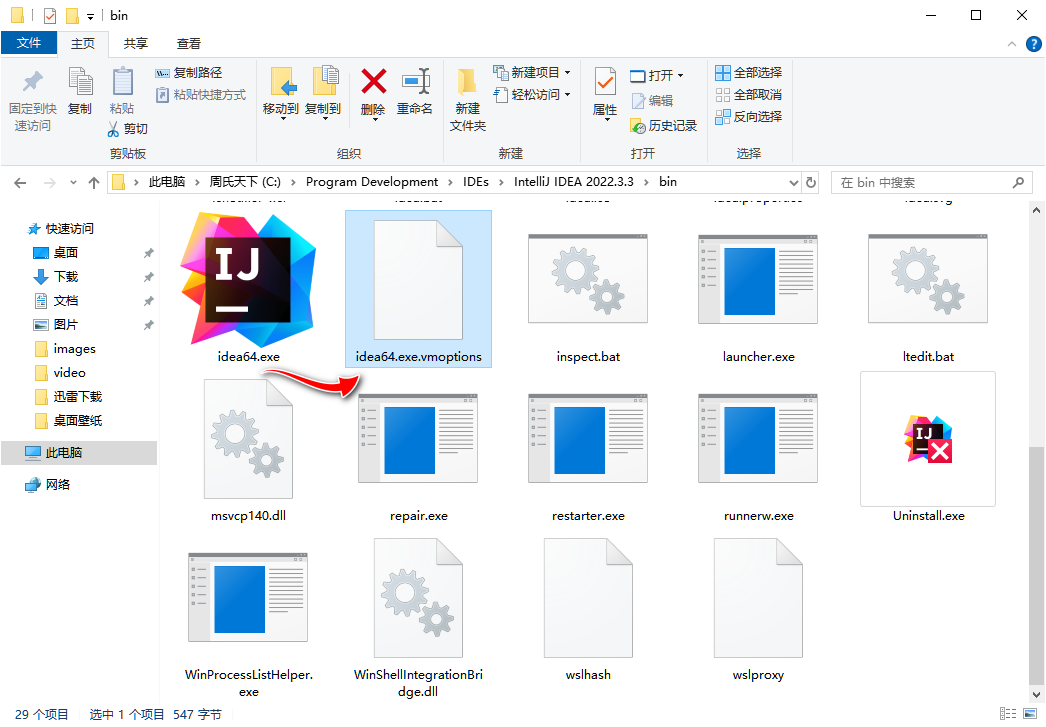 bin
文件 主页 共享 查看
固定到快速访问
复制
粘贴
复制路径
粘贴快捷方式
剪切
剪贴板
移动到
复制到
删除
重命名
组织
新建
文件夹
新建项目
轻松访问
新建
属性
打开
编辑
历史记录
打开
全部选择
全部取消
反向选择
选择
此电脑 › 周氏天下 (C:) › Program Development › IDEs › IntelliJ IDEA 2022.3.3 › bin
在 bin 中搜索
快速访问
桌面
下载
文档
图片
images
video
迅雷下载
桌面壁纸
此电脑
网络
IJ
idea64.exe
idea64.exe.vmoptions
inspect.bat
launcher.exe
ltedit.bat
msvcp140.dll
repair.exe
restarter.exe
runnerw.exe
IJ
Uninstall.exe
WinProcessListHelper.
exe
WinShellIntegrationBri
dge.dll
wslhash
wslproxy
29 个项目 选中 1 个项目 547 字节